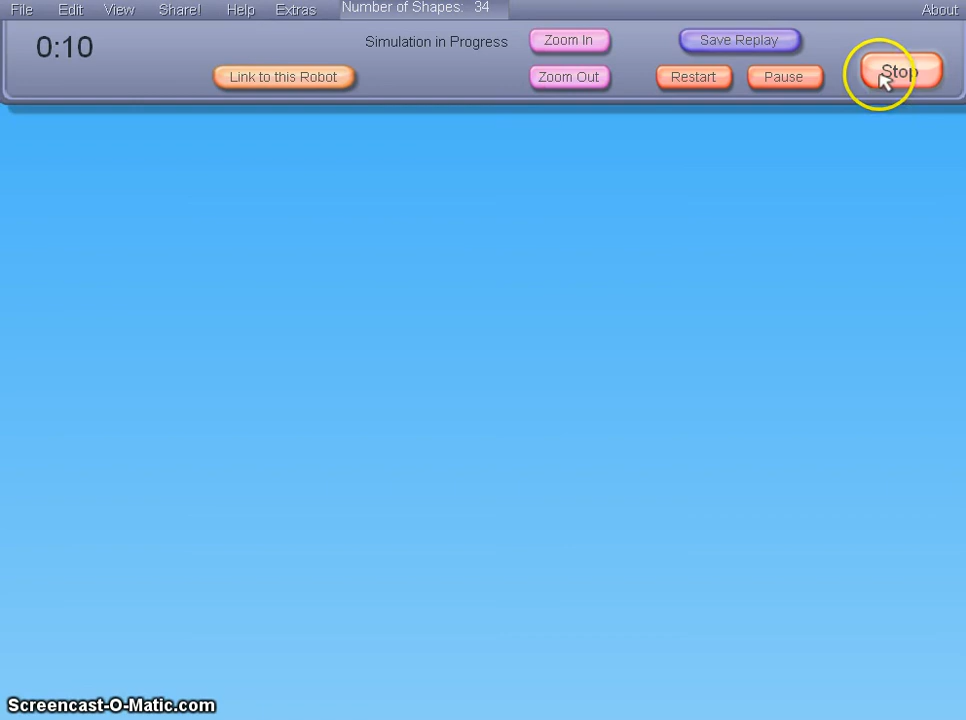 File Edit View Share! Help Extras Number of Shapes: 34 About
0:10 Simulation in Progress Zoom In Save Replay
Link to this Robot Zoom Out Restart Pause Stop
Screencast-O-Matic.com